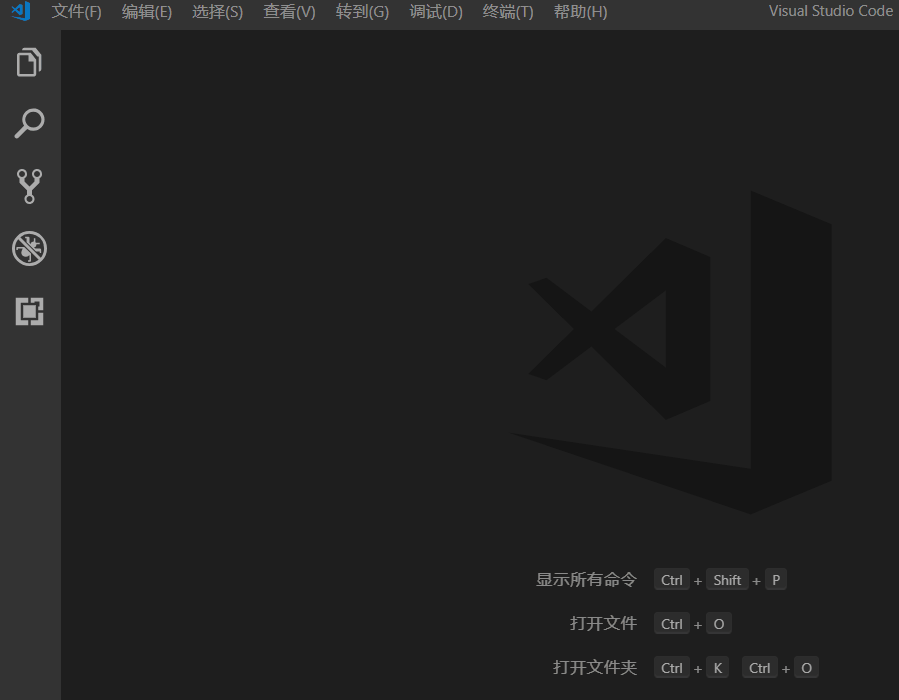 文件(F) 编辑(E) 选择(S) 查看(V) 转到(G) 调试(D) 终端(T) 帮助(H) Visual Studio Code
显示所有命令 Ctrl + Shift + P
打开文件 Ctrl + O
打开文件夹 Ctrl + K Ctrl + O